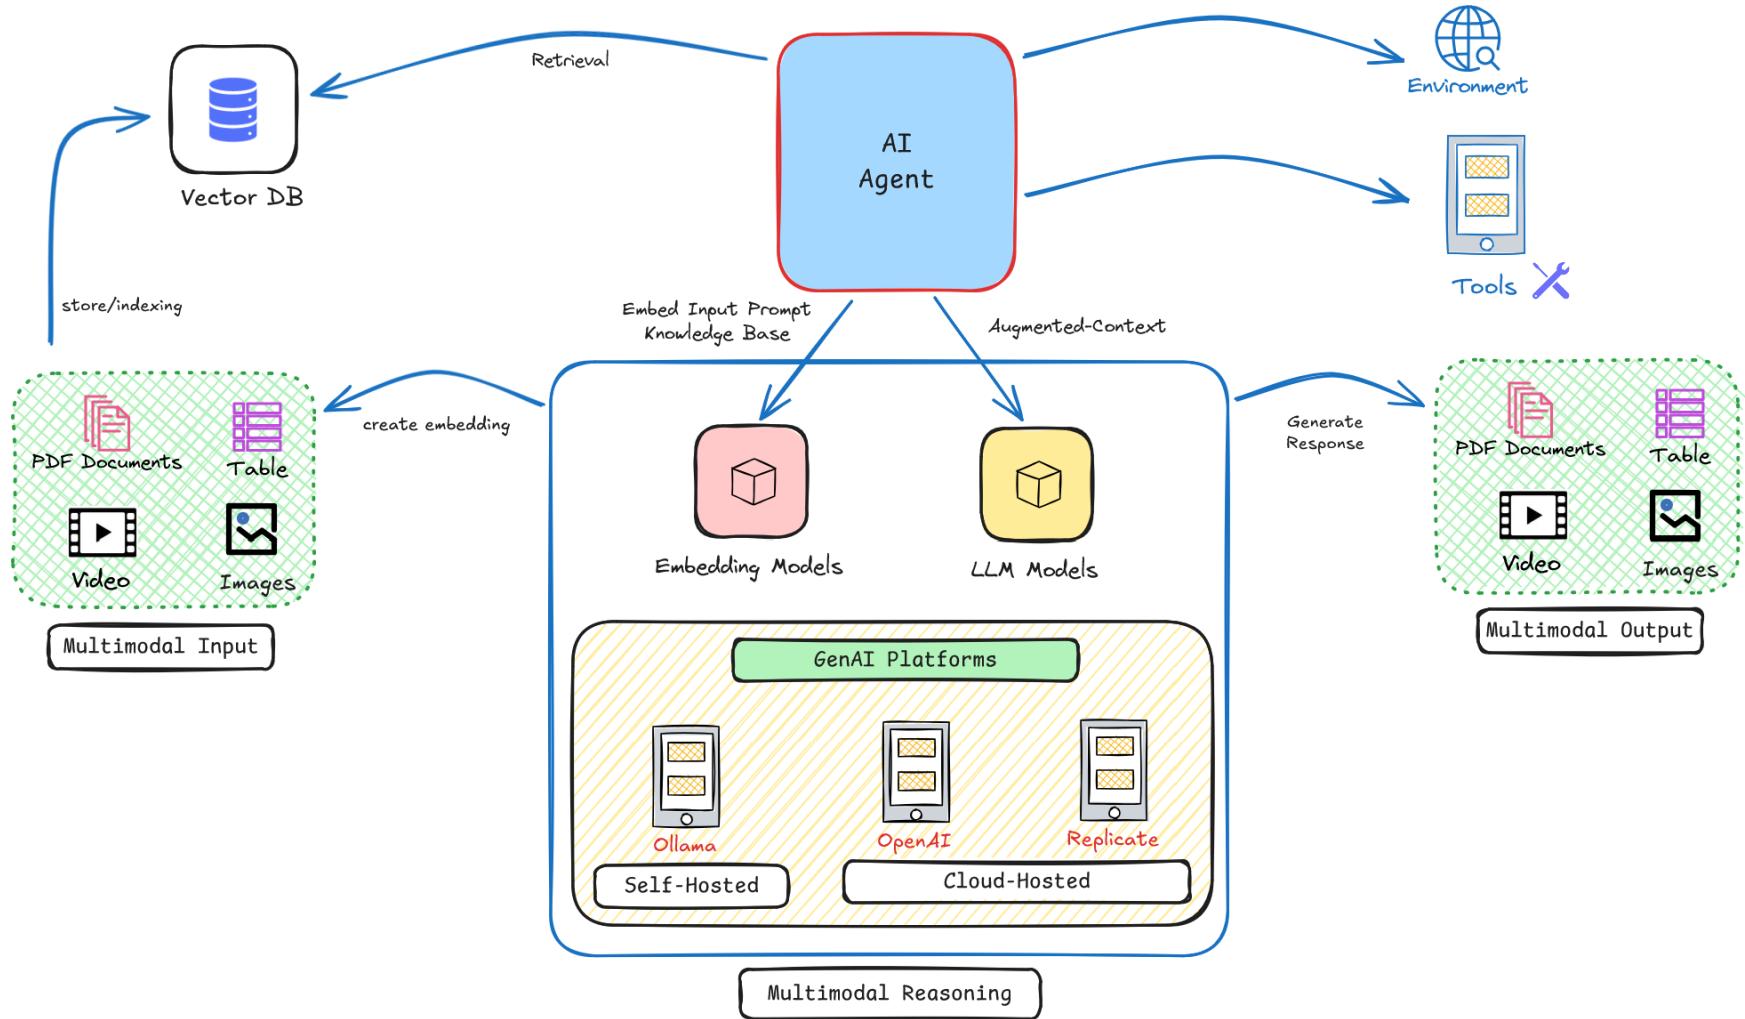 Retrieval
AI
Agent
Environment
Vector DB
Tools
store/indexing
Embed Input Prompt
Knowledge Base
Augmented-Context
create embedding
Generate
Response
PDF Documents
Table
Video
Images
Multimodal Input
Embedding Models
LLM Models
PDF Documents
Table
Video
Images
Multimodal Output
GenAI Platforms
Ollama
OpenAI
Replicate
Self-Hosted
Cloud-Hosted
Multimodal Reasoning